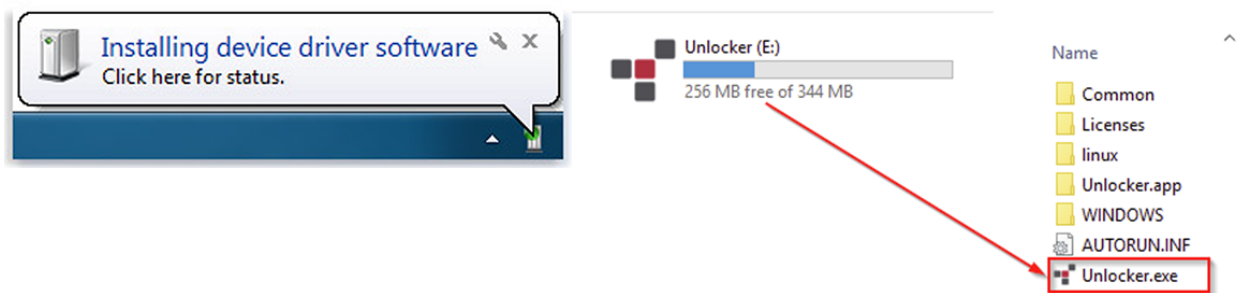 Installing device driver software
Click here for status.
Unlocker (E:)
256 MB free of 344 MB
Name
Common
Licenses
linux
Unlocker.app
WINDOWS
AUTORUN.INF
Unlocker.exe